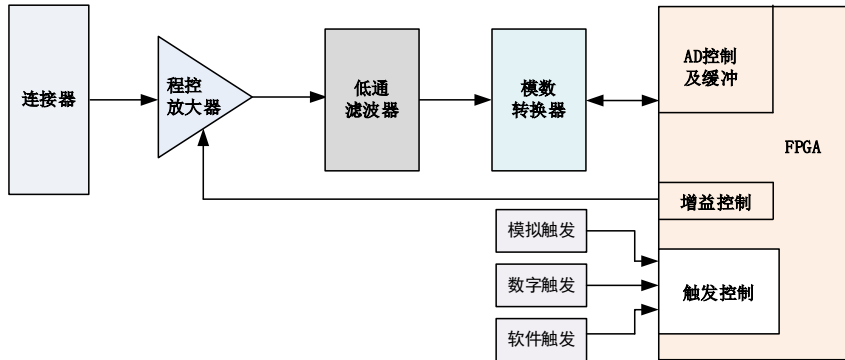 连接器
程控
放大器
低通
滤波器
模数
转换器
AD控制
及缓冲
FPGA
增益控制
模拟触发
数字触发
软件触发
触发控制